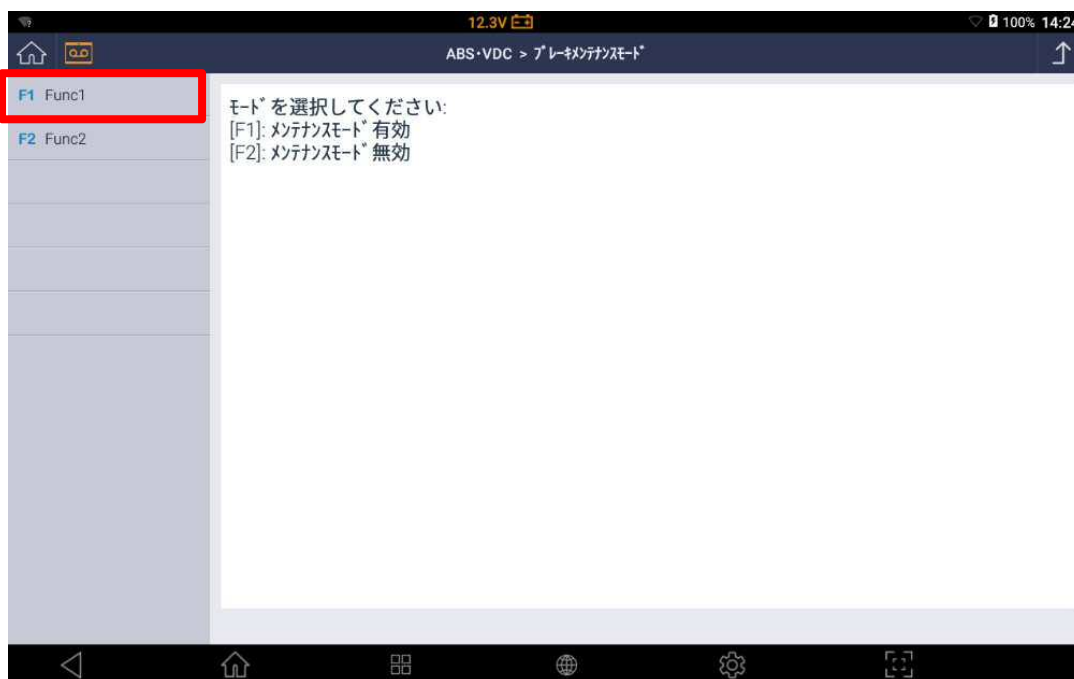 12.3V 100% 14:24
ABS･VDC > ﾌﾞﾚｰｷﾒﾝﾃﾅﾝｽﾓｰﾄﾞ
F1 Func1
F2 Func2
ﾓｰﾄﾞを選択してください:
[F1]: ﾒﾝﾃﾅﾝｽﾓｰﾄﾞ有効
[F2]: ﾒﾝﾃﾅﾝｽﾓｰﾄﾞ無効